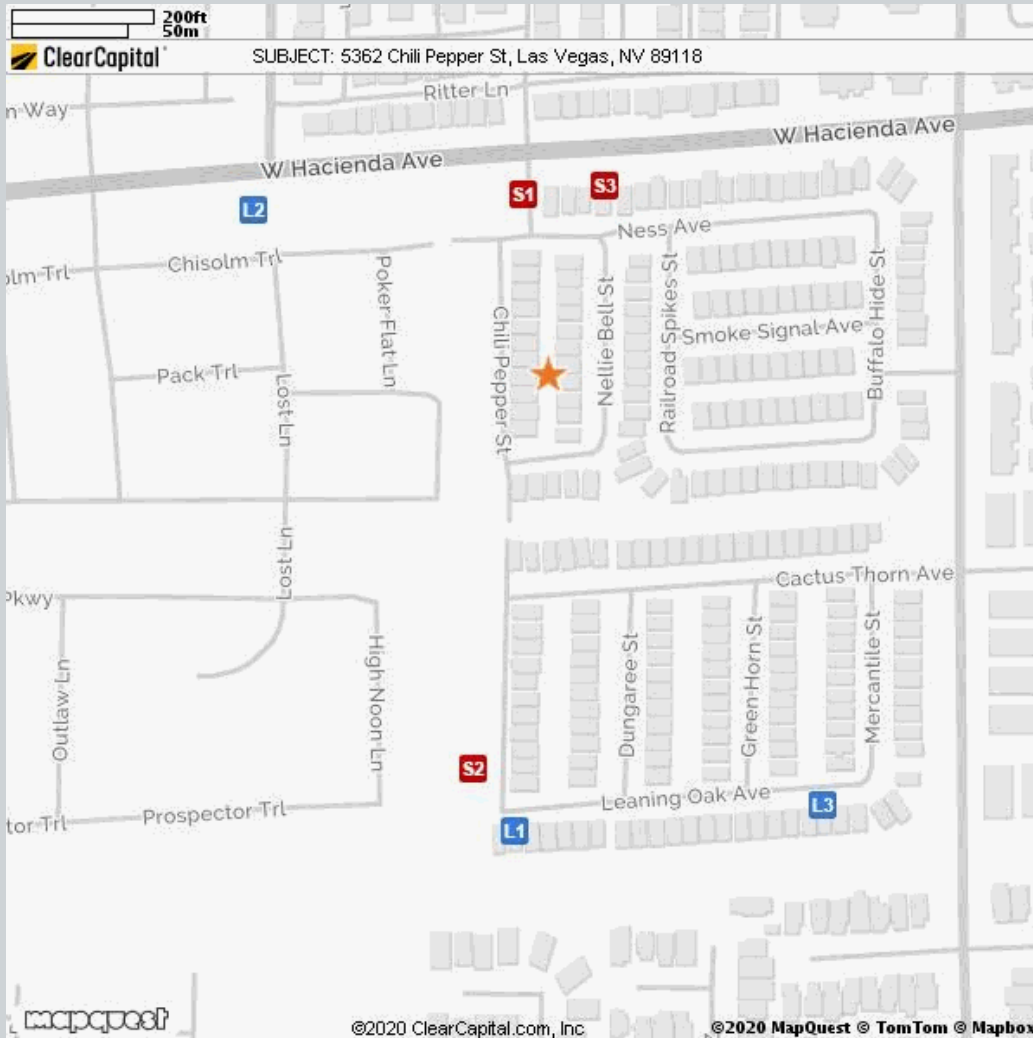 200ft
50m
ClearCapital
SUBJECT: 5362 Chili Pepper St, Las Vegas, NV 89118
Ritter Ln
n Way
W Hacienda Ave
W Hacienda Ave
S1
S3
L2
Ness Ave
Chisolm Trl
olm Trl
Poker Flat Ln
Chili Pepper St
Nellie Bell St
Railroad Spikes St
Smoke Signal Ave
Buffalo Hide St
Pack Trl
Lost Ln
Lost Ln
Cactus Thorn Ave
Pkwy
Outlaw Ln
High Noon Ln
Dungaree St
Green Horn St
Mercantile St
S2
Leaning Oak Ave
L3
Prospector Trl
tor Trl
L1
mapquest
©2020 ClearCapital.com, Inc
©2020 MapQuest © TomTom © Mapbox